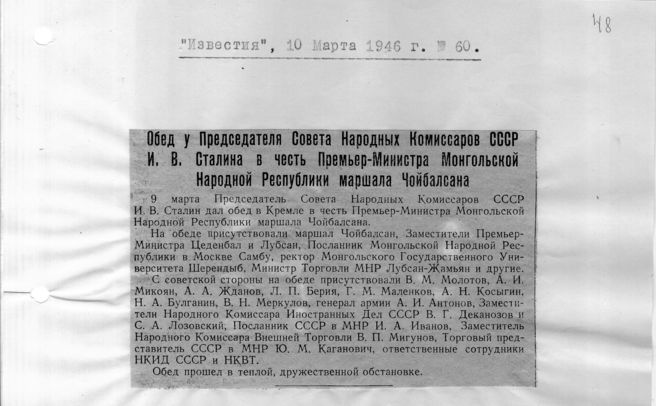 48
"Известия", 10 Марта 1946 г. № 60.
Обед у Председателя Совета Народных Комиссаров СССР
И. В. Сталина в честь Премьер-Министра Монгольской
Народной Республики маршала Чойбалсана
9 марта Председатель Совета Народных Комиссаров СССР
И. В. Сталин дал обед в Кремле в честь Премьер-Министра Монгольской
Народной Республики маршала Чойбалсана.
На обеде присутствовали маршал Чойбалсан, Заместители Премьер-
Министра Цеденбал и Лубсан, Посланник Монгольской Народной Рес-
публики в Москве Самбу, ректор Монгольского Государственного Уни-
верситета Шерендыб, Министр Торговли МНР Лубсан-Жамьян и другие.
С советской стороны на обеде присутствовали В. М. Молотов, А. И.
Микоян, А. А. Жданов, Л. П. Берия, Г. М. Маленков, А. Н. Косыгин,
Н. А. Булганин, В. Н. Меркулов, генерал армии А. И. Антонов, Замести-
тели Народного Комиссара Иностранных Дел СССР В. Г. Деканозов и
С. А. Лозовский, Посланник СССР в МНР И. А. Иванов, Заместитель
Народного Комиссара Внешней Торговли В. П. Мигунов, Торговый пред-
ставитель СССР в МНР Ю. М. Каганович, ответственные сотрудники
НКИД СССР и НКВТ.
Обед прошел в теплой, дружественной обстановке.